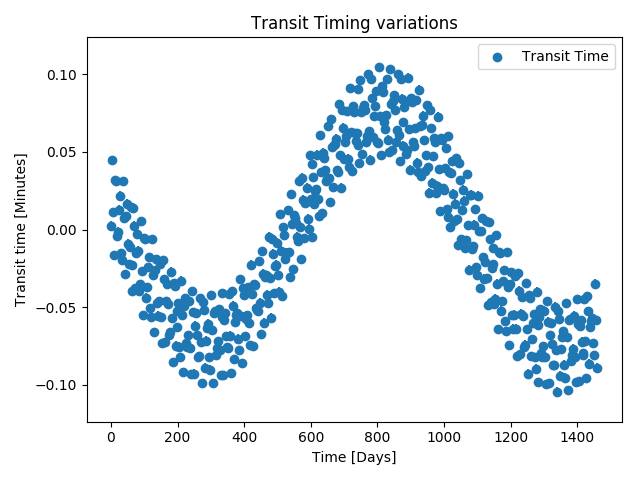 Transit Timing variations
Transit Time
0.10
0.05
0.00
−0.05
−0.10
Transit time [Minutes]
0 200 400 600 800 1000 1200 1400
Time [Days]